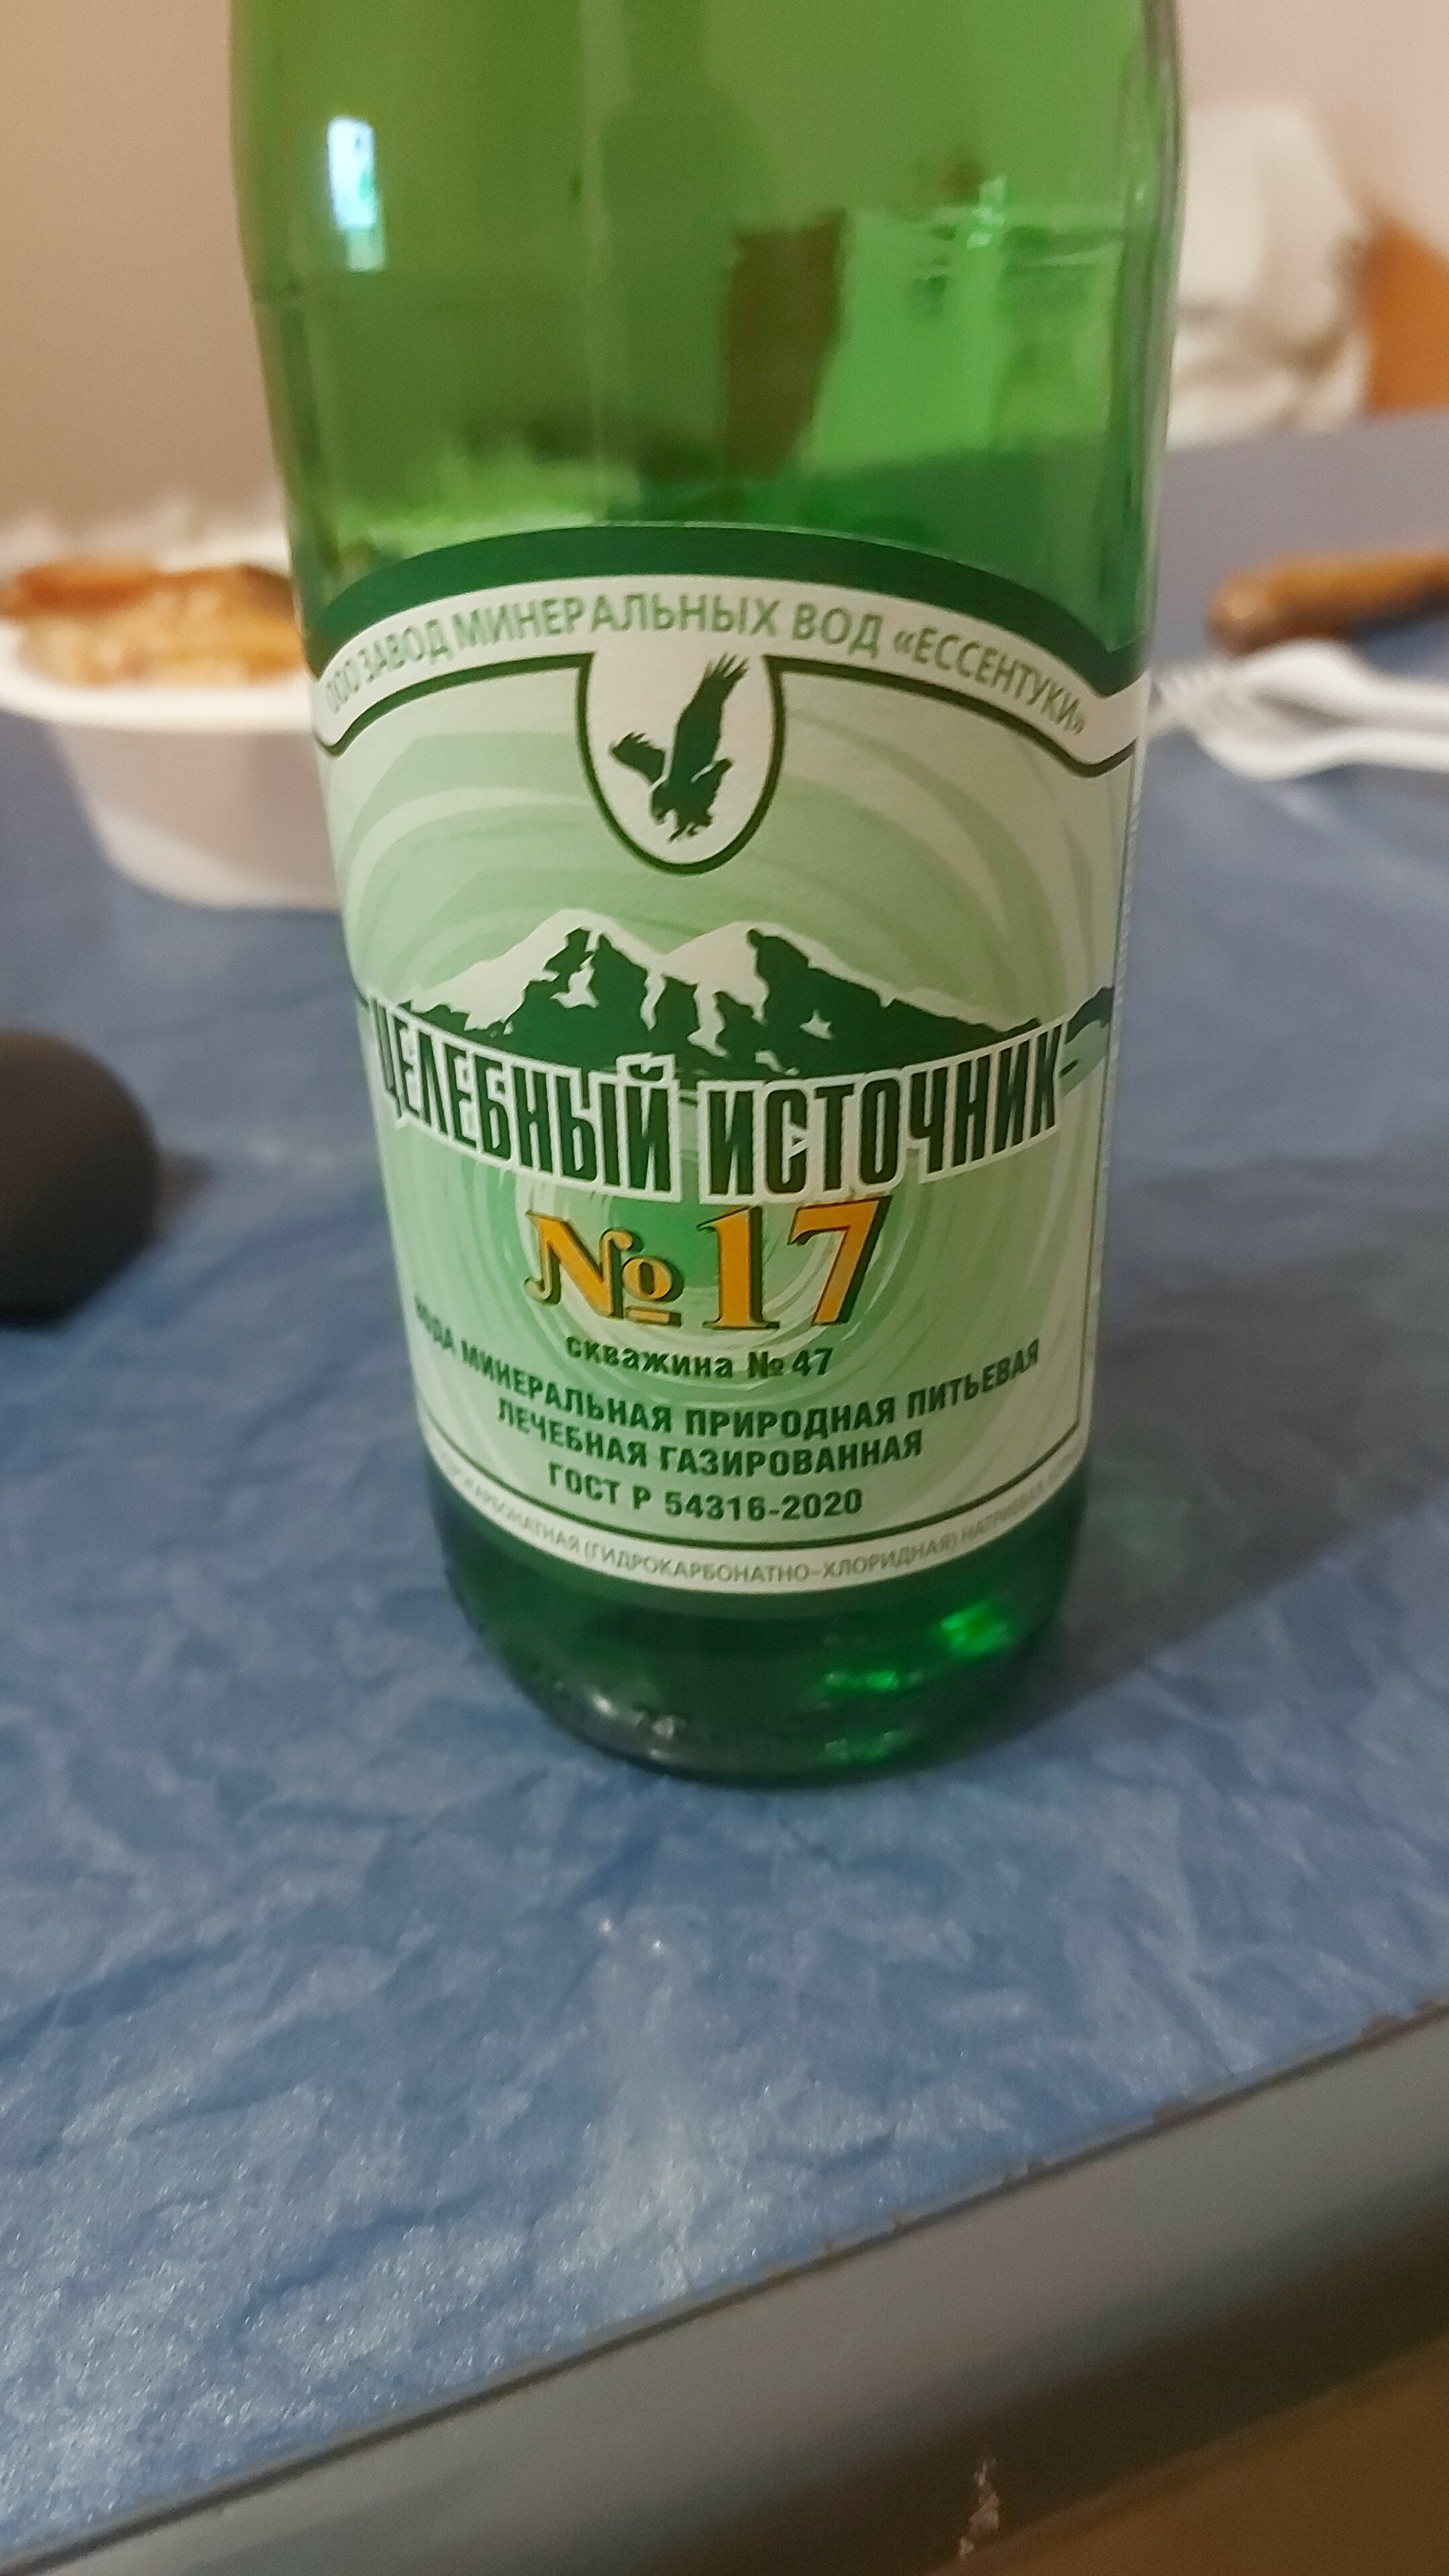 ООО ЗАВОД МИНЕРАЛЬНЫХ ВОД «ЕССЕНТУКИ»
ЦЕЛЕБНЫЙ ИСТОЧНИК
№17
скважина №47
ВОДА МИНЕРАЛЬНАЯ ПРИРОДНАЯ ПИТЬЕВАЯ
ЛЕЧЕБНАЯ ГАЗИРОВАННАЯ
ГОСТ Р 54316-2020
(ГИДРОКАРБОНАТНО-ХЛОРИДНАЯ)